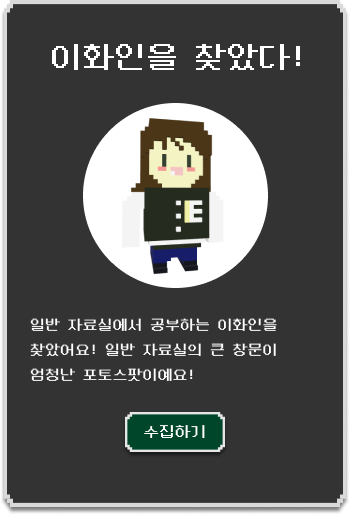 이화인을 찾았다!
E
일반 자료실에서 공부하는 이화인을
찾았어요! 일반 자료실의 큰 창문이
엄청난 포토스팟이에요!
수집하기